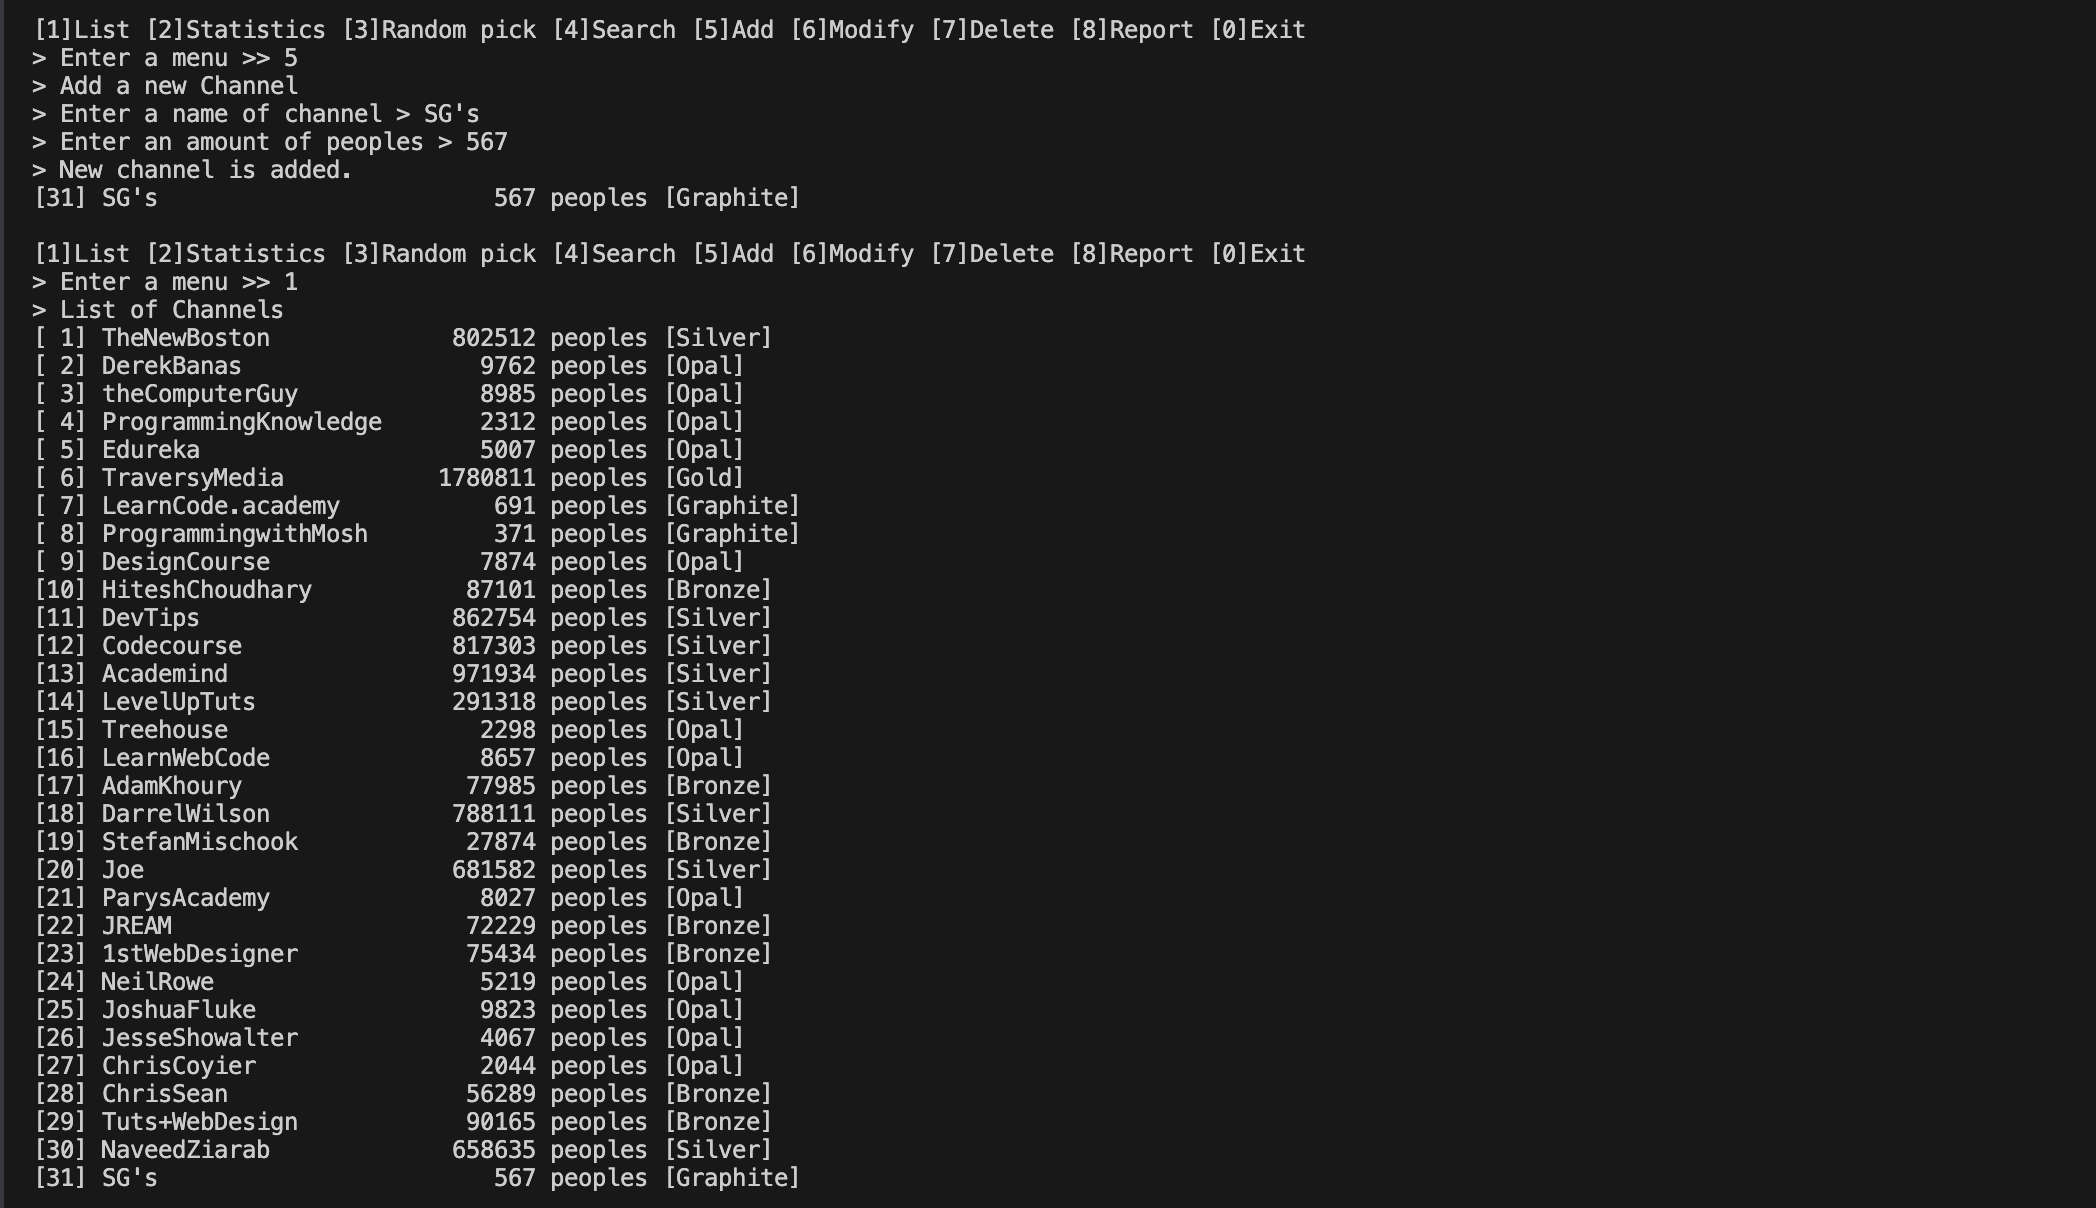 [1]List [2]Statistics [3]Random pick [4]Search [5]Add [6]Modify [7]Delete [8]Report [0]Exit
> Enter a menu >> 5
> Add a new Channel
> Enter a name of channel > SG's
> Enter an amount of peoples > 567
> New channel is added.
[31] SG's                        567 peoples [Graphite]
[1]List [2]Statistics [3]Random pick [4]Search [5]Add [6]Modify [7]Delete [8]Report [0]Exit
> Enter a menu >> 1
> List of Channels
[ 1] TheNewBoston             802512 peoples [Silver]
[ 2] DerekBanas                 9762 peoples [Opal]
[ 3] theComputerGuy             8985 peoples [Opal]
[ 4] ProgrammingKnowledge       2312 peoples [Opal]
[ 5] Edureka                    5007 peoples [Opal]
[ 6] TraversyMedia           1780811 peoples [Gold]
[ 7] LearnCode.academy           691 peoples [Graphite]
[ 8] ProgrammingwithMosh         371 peoples [Graphite]
[ 9] DesignCourse               7874 peoples [Opal]
[10] HiteshChoudhary           87101 peoples [Bronze]
[11] DevTips                  862754 peoples [Silver]
[12] Codecourse               817303 peoples [Silver]
[13] Academind                971934 peoples [Silver]
[14] LevelUpTuts              291318 peoples [Silver]
[15] Treehouse                  2298 peoples [Opal]
[16] LearnWebCode               8657 peoples [Opal]
[17] AdamKhoury                77985 peoples [Bronze]
[18] DarrelWilson             788111 peoples [Silver]
[19] StefanMischook            27874 peoples [Bronze]
[20] Joe                      681582 peoples [Silver]
[21] ParysAcademy               8027 peoples [Opal]
[22] JREAM                     72229 peoples [Bronze]
[23] 1stWebDesigner            75434 peoples [Bronze]
[24] NeilRowe                   5219 peoples [Opal]
[25] JoshuaFluke                9823 peoples [Opal]
[26] JesseShowalter             4067 peoples [Opal]
[27] ChrisCoyier                2044 peoples [Opal]
[28] ChrisSean                 56289 peoples [Bronze]
[29] Tuts+WebDesign            90165 peoples [Bronze]
[30] NaveedZiarab             658635 peoples [Silver]
[31] SG's                        567 peoples [Graphite]